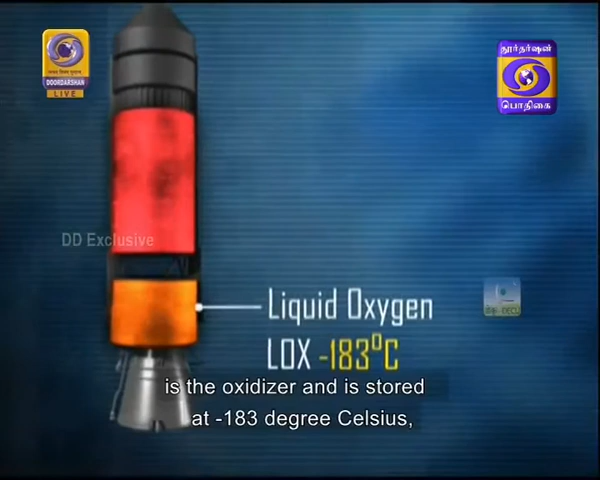 DOORDARSHAN
LIVE
தூர்தர்ஷன்
பொதிகை
DD Exclusive
Liquid Oxygen
LOX -183°C
is the oxidizer and is stored
at -183 degree Celsius,